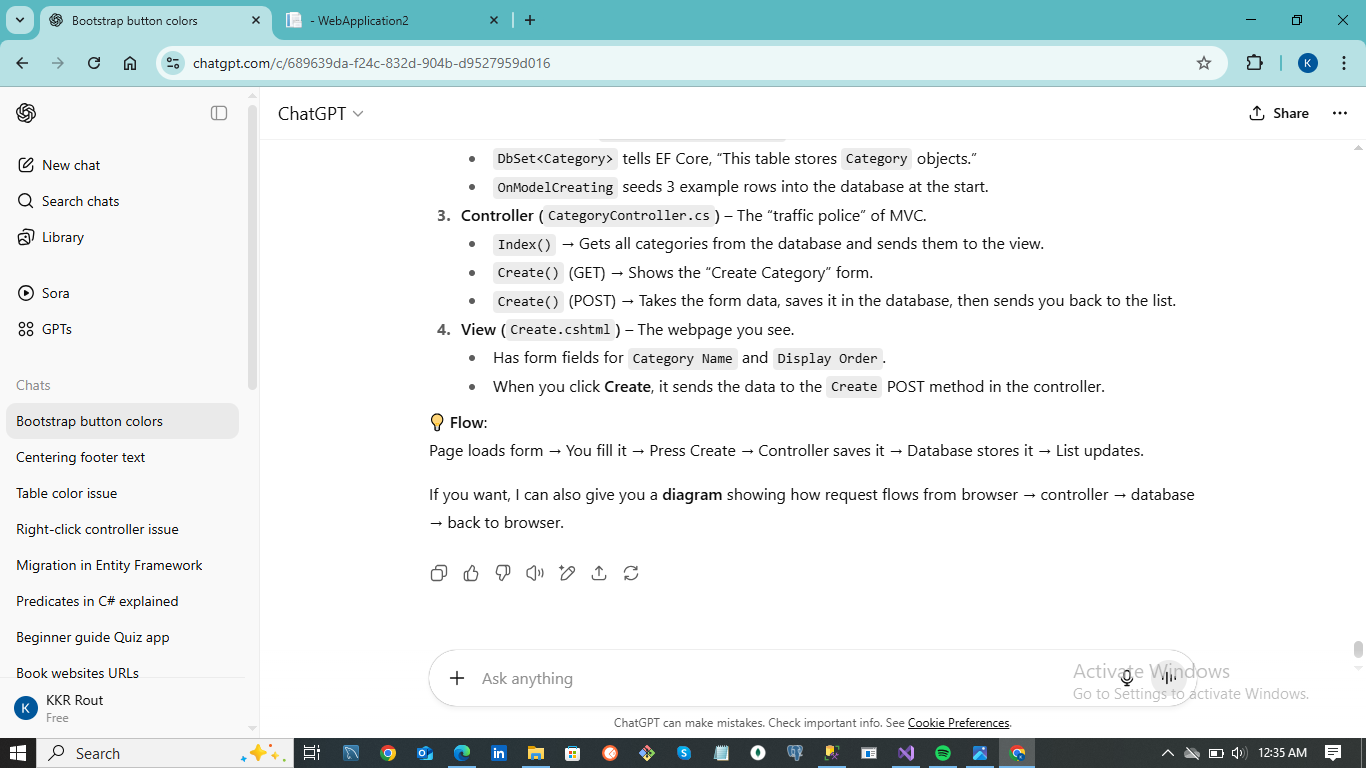 Bootstrap button colors
- WebApplication2
chatgpt.com/c/689639da-f24c-832d-904b-d9527959d016
K
New chat
Search chats
Library
Sora
GPTs
Chats
Bootstrap button colors
Centering footer text
Table color issue
Right-click controller issue
Migration in Entity Framework
Predicates in C# explained
Beginner guide Quiz app
Book websites URLs
K
KKR Rout
Free
ChatGPT
Share
• DbSet<Category> tells EF Core, “This table stores Category objects.”
• OnModelCreating seeds 3 example rows into the database at the start.
3. Controller (CategoryController.cs) – The “traffic police” of MVC.
• Index() → Gets all categories from the database and sends them to the view.
• Create() (GET) → Shows the “Create Category” form.
• Create() (POST) → Takes the form data, saves it in the database, then sends you back to the list.
4. View (Create.cshtml) – The webpage you see.
• Has form fields for Category Name and Display Order.
• When you click Create, it sends the data to the Create POST method in the controller.
Flow:
Page loads form → You fill it → Press Create → Controller saves it → Database stores it → List updates.
If you want, I can also give you a diagram showing how request flows from browser → controller → database
→ back to browser.
Ask anything
Activate Windows
Go to Settings to activate Windows.
ChatGPT can make mistakes. Check important info. See Cookie Preferences.
Search
12:35 AM